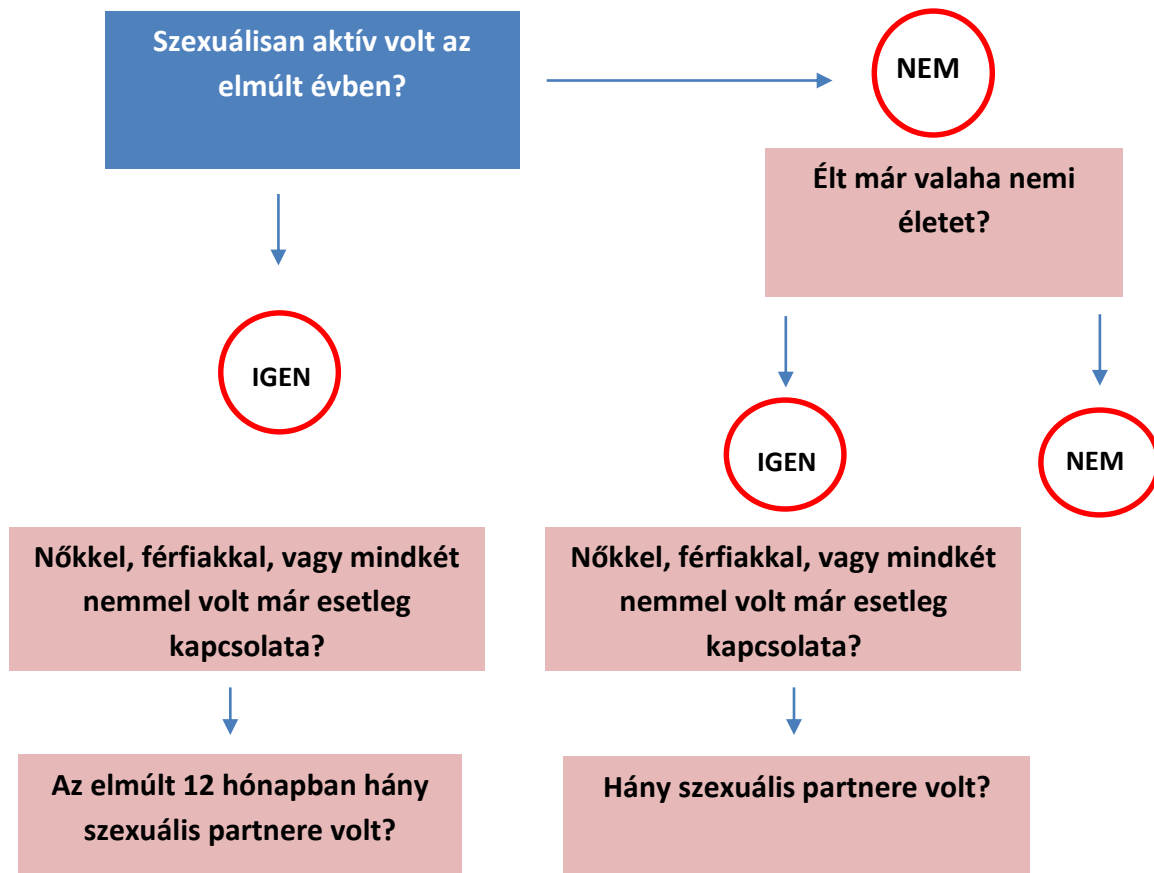 Szexuálisan aktív volt az
elmúlt évben?
NEM
Élt már valaha nemi
életet?
IGEN
IGEN
NEM
Nőkkel, férfiakkal, vagy mindkét
nemmel volt már esetleg
kapcsolata?
Nőkkel, férfiakkal, vagy mindkét
nemmel volt már esetleg
kapcsolata?
Az elmúlt 12 hónapban hány
szexuális partnere volt?
Hány szexuális partnere volt?